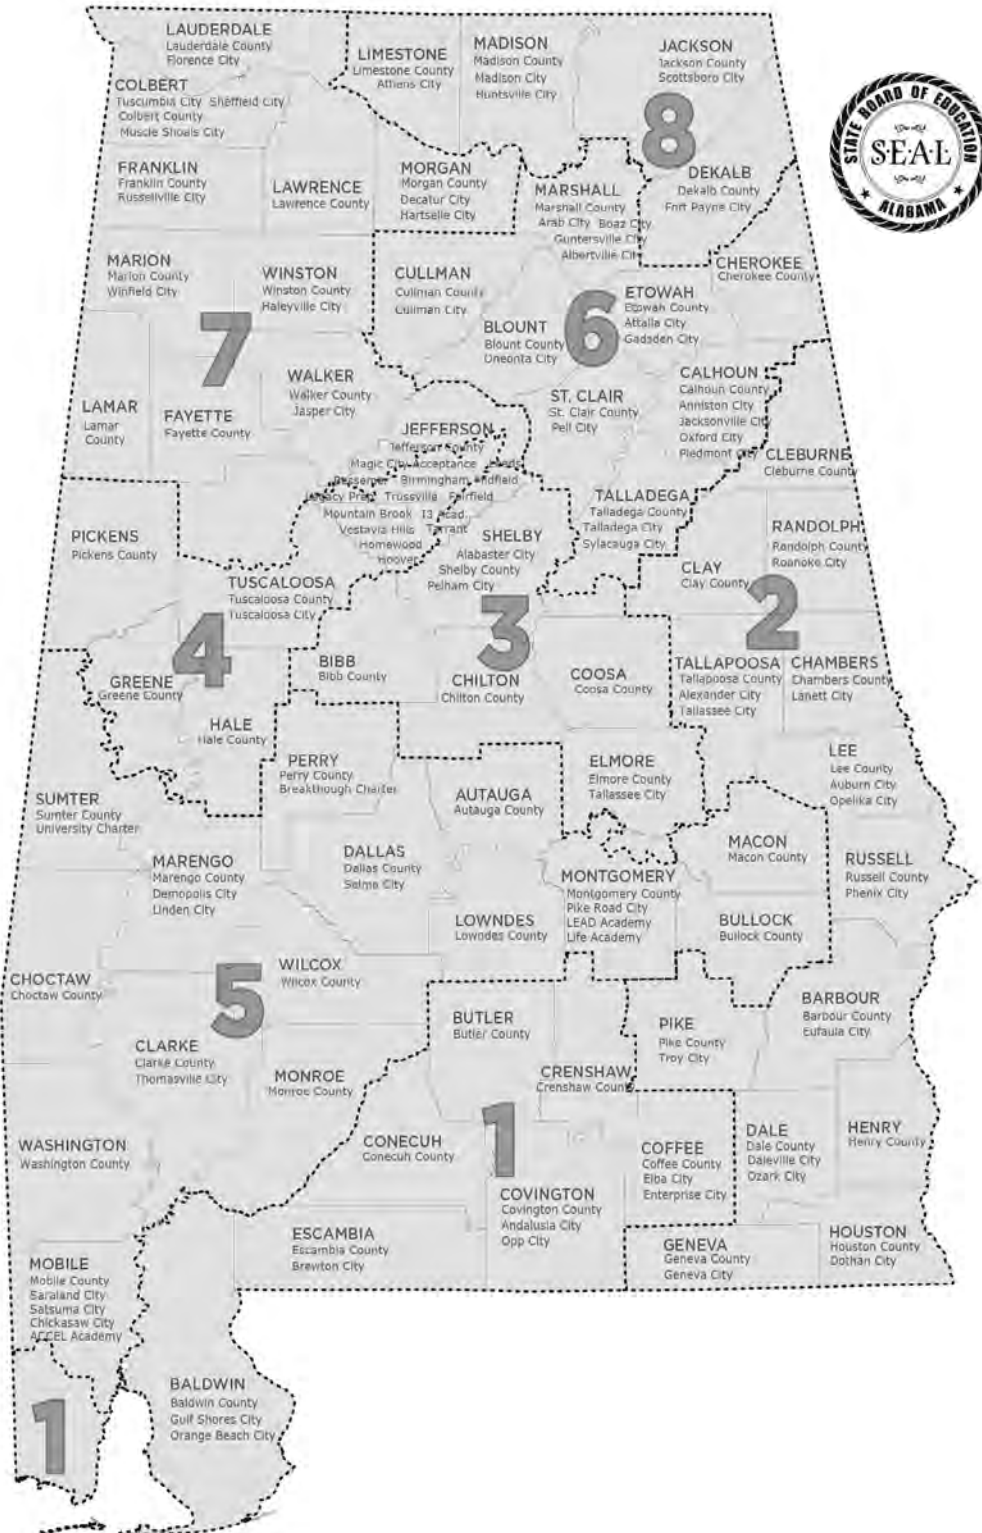 LAUDERDALE
Lauderdale County
Florence City
LIMESTONE
Limestone County
Athens City
MADISON
Madison County
Madison City
Huntsville City
JACKSON
Jackson County
Scottsboro City
COLBERT
Tuscumbia City Sheffield City
Colbert County
Muscle Shoals City
8
STATE BOARD OF EDUCATION
SEAL
ALABAMA
FRANKLIN
Franklin County
Russellville City
LAWRENCE
Lawrence County
MORGAN
Morgan County
Decatur City
Hartselle City
MARSHALL
Marshall County
Arab City Boaz City
Guntersville City
Albertville City
DEKALB
Dekalb County
Fort Payne City
MARION
Marion County
Winfield City
WINSTON
Winston County
Haleyville City
CULLMAN
Cullman County
Cullman City
CHEROKEE
Cherokee County
ETOWAH
Etowah County
Attalla City
Gadsden City
7
6
BLOUNT
Blount County
Oneonta City
WALKER
Walker County
Jasper City
ST. CLAIR
St. Clair County
Pell City
CALHOUN
Calhoun County
Anniston City
Jacksonville City
Oxford City
Piedmont City
LAMAR
Lamar
County
FAYETTE
Fayette County
JEFFERSON
Jefferson County
Magic City Acceptance Leeds
Bessemer Birmingham Midfield
Legacy Prep Trussville Fairfield
Mountain Brook I3 Acad.
Vestavia Hills Tarrant
Homewood
Hoover
CLEBURNE
Cleburne County
TALLADEGA
Talladega County
Talladega City
Sylacauga City
RANDOLPH
Randolph County
Roanoke City
PICKENS
Pickens County
SHELBY
Alabaster City
Shelby County
Pelham City
CLAY
Clay County
TUSCALOOSA
Tuscaloosa County
Tuscaloosa City
4
3
2
GREENE
Greene County
BIBB
Bibb County
CHILTON
Chilton County
COOSA
Coosa County
TALLAPOOSA
Tallapoosa County
Alexander City
Tallassee City
CHAMBERS
Chambers County
Lanett City
HALE
Hale County
PERRY
Perry County
Breakthough Charter
ELMORE
Elmore County
Tallassee City
LEE
Lee County
Auburn City
Opelika City
SUMTER
Sumter County
University Charter
AUTAUGA
Autauga County
MACON
Macon County
MARENGO
Marengo County
Demopolis City
Linden City
DALLAS
Dallas County
Selma City
MONTGOMERY
Montgomery County
Pike Road City
LEAD Academy
Life Academy
RUSSELL
Russell County
Phenix City
LOWNDES
Lowndes County
BULLOCK
Bullock County
CHOCTAW
Choctaw County
5
WILCOX
Wilcox County
BUTLER
Butler County
PIKE
Pike County
Troy City
BARBOUR
Barbour County
Eufaula City
CLARKE
Clarke County
Thomasville City
MONROE
Monroe County
CRENSHAW
Crenshaw County
WASHINGTON
Washington County
CONECUH
Conecuh County
1
COFFEE
Coffee County
Elba City
Enterprise City
DALE
Dale County
Daleville City
Ozark City
HENRY
Henry County
COVINGTON
Covington County
Andalusia City
Opp City
ESCAMBIA
Escambia County
Brewton City
GENEVA
Geneva County
Geneva City
HOUSTON
Houston County
Dothan City
MOBILE
Mobile County
Saraland City
Satsuma City
Chickasaw City
ACCEL Academy
1
BALDWIN
Baldwin County
Gulf Shores City
Orange Beach City